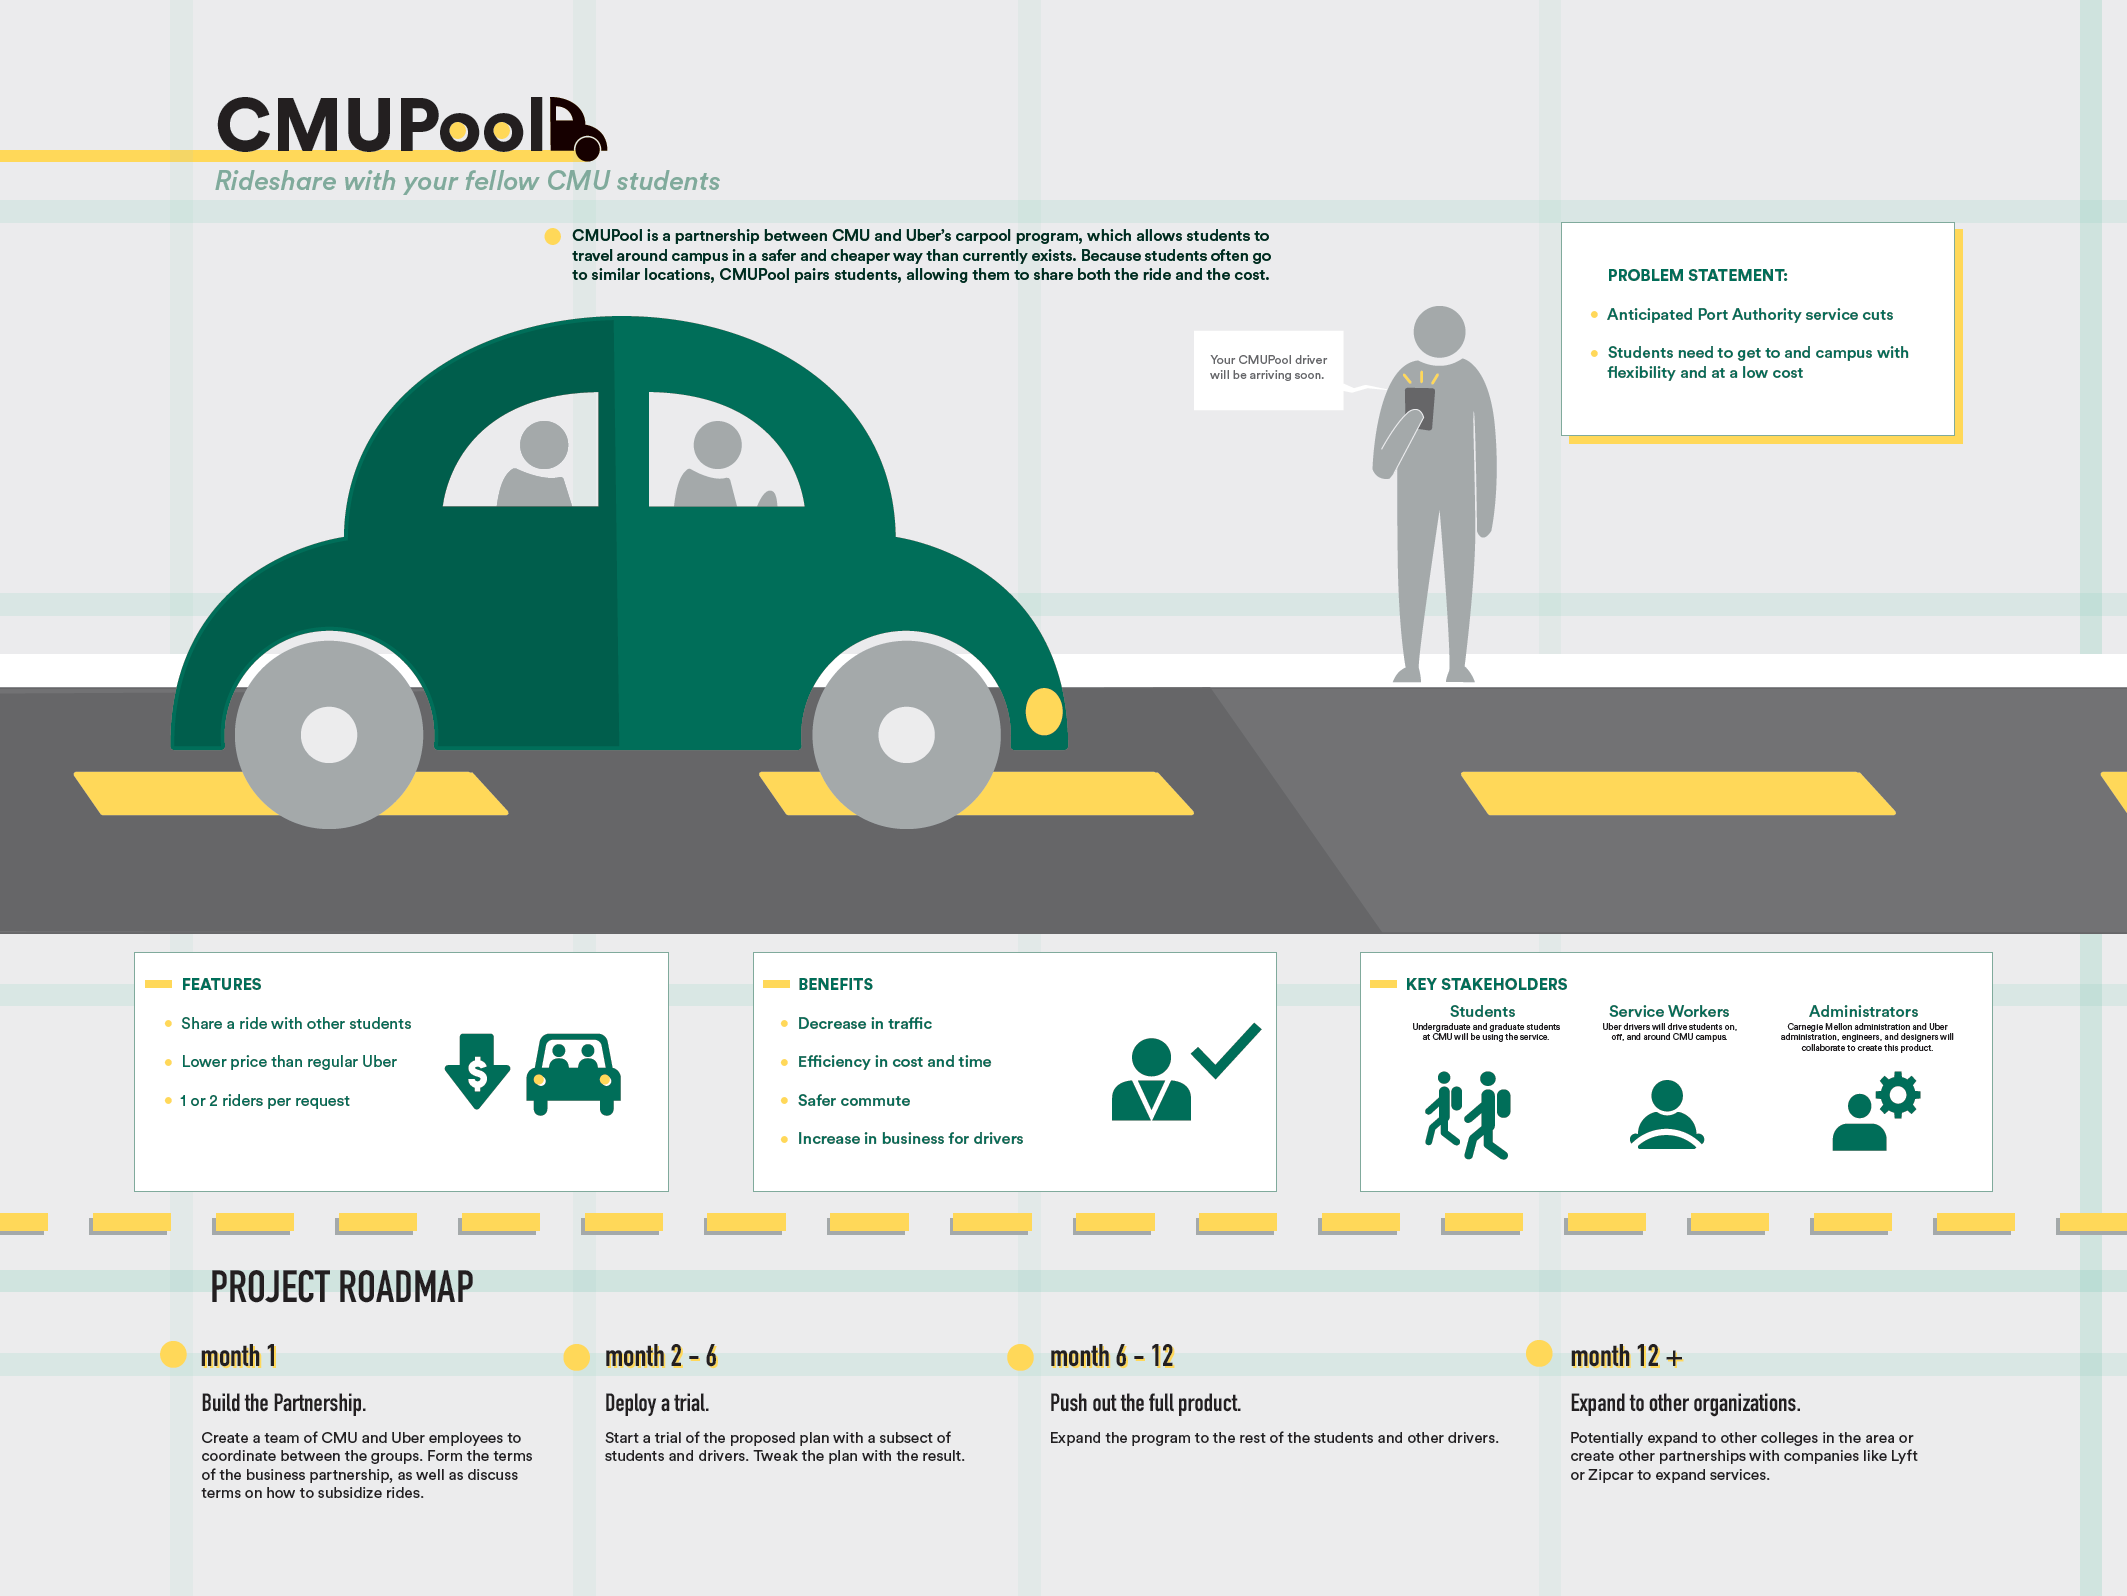 CMUPool
Rideshare with your fellow CMU students
CMUPool is a partnership between CMU and Uber's carpool program, which allows students to
travel around campus in a safer and cheaper way than currently exists. Because students often go
to similar locations, CMUPool pairs students, allowing them to share both the ride and the cost.
Your CMUPool driver
will be arriving soon.
PROBLEM STATEMENT:
Anticipated Port Authority service cuts
Students need to get to and campus with
flexibility and at a low cost
FEATURES
Share a ride with other students
Lower price than regular Uber
1 or 2 riders per request
$
BENEFITS
Decrease in traffic
Efficiency in cost and time
Safer commute
Increase in business for drivers
KEY STAKEHOLDERS
Students
Undergraduate and graduate students
at CMU will be using the service.
Service Workers
Uber drivers will drive students on,
off, and around CMU campus.
Administrators
Carnegie Mellon administration and Uber
administration, engineers, and designers will
collaborate to create this product.
PROJECT ROADMAP
month 1
Build the Partnership.
Create a team of CMU and Uber employees to
coordinate between the groups. Form the terms
of the business partnership, as well as discuss
terms on how to subsidize rides.
month 2 - 6
Deploy a trial.
Start a trial of the proposed plan with a subsect of
students and drivers. Tweak the plan with the result.
month 6 - 12
Push out the full product.
Expand the program to the rest of the students and other drivers.
month 12 +
Expand to other organizations.
Potentially expand to other colleges in the area or
create other partnerships with companies like Lyft
or Zipcar to expand services.